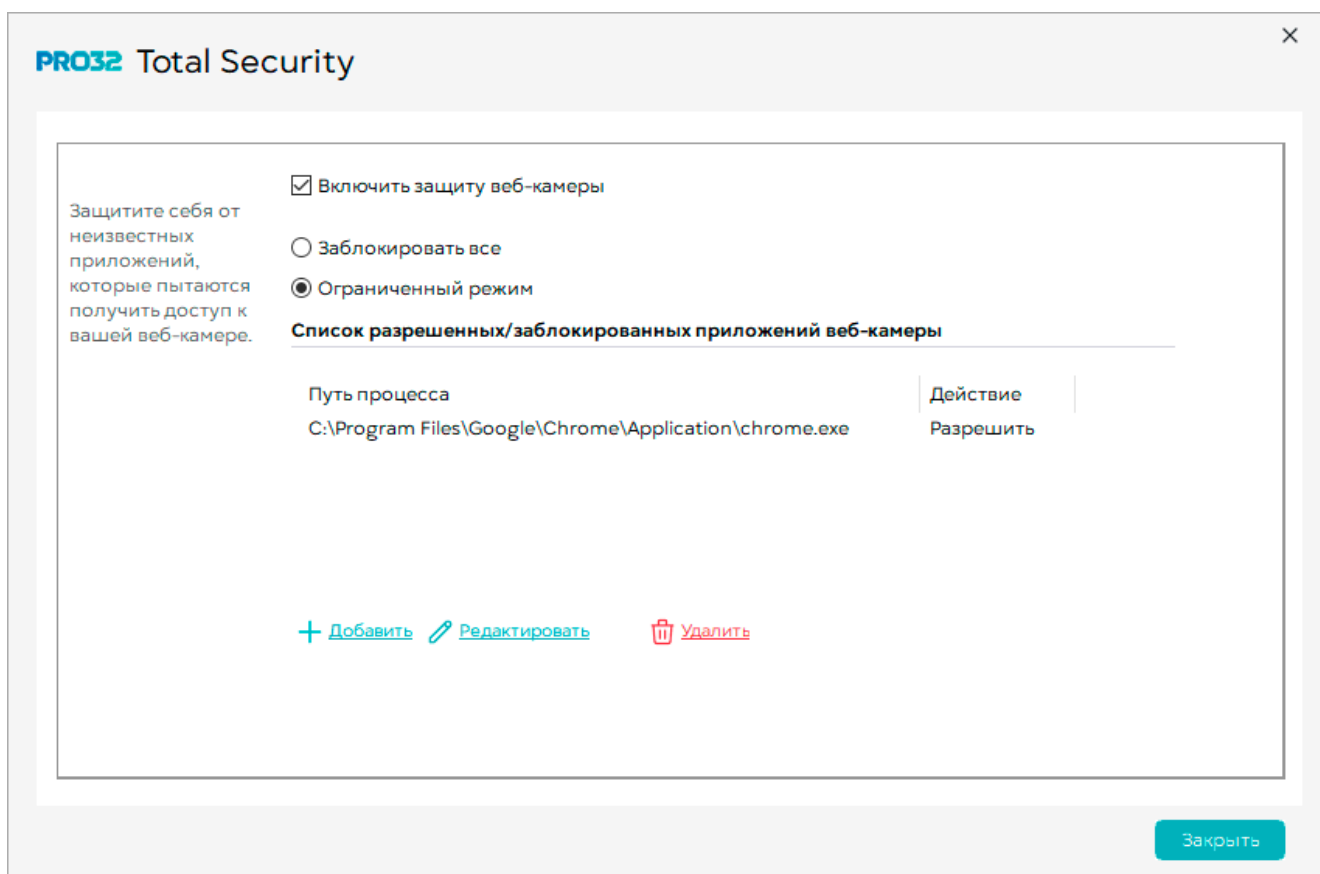 PRO32 Total Security
Защитите себя от
неизвестных
приложений,
которые пытаются
получить доступ к
вашей веб-камере.
Включить защиту веб-камеры
Заблокировать все
Ограниченный режим
Список разрешенных/заблокированных приложений веб-камеры
Путь процесса Действие
C:\Program Files\Google\Chrome\Application\chrome.exe Разрешить
Добавить Редактировать Удалить
Закрыть